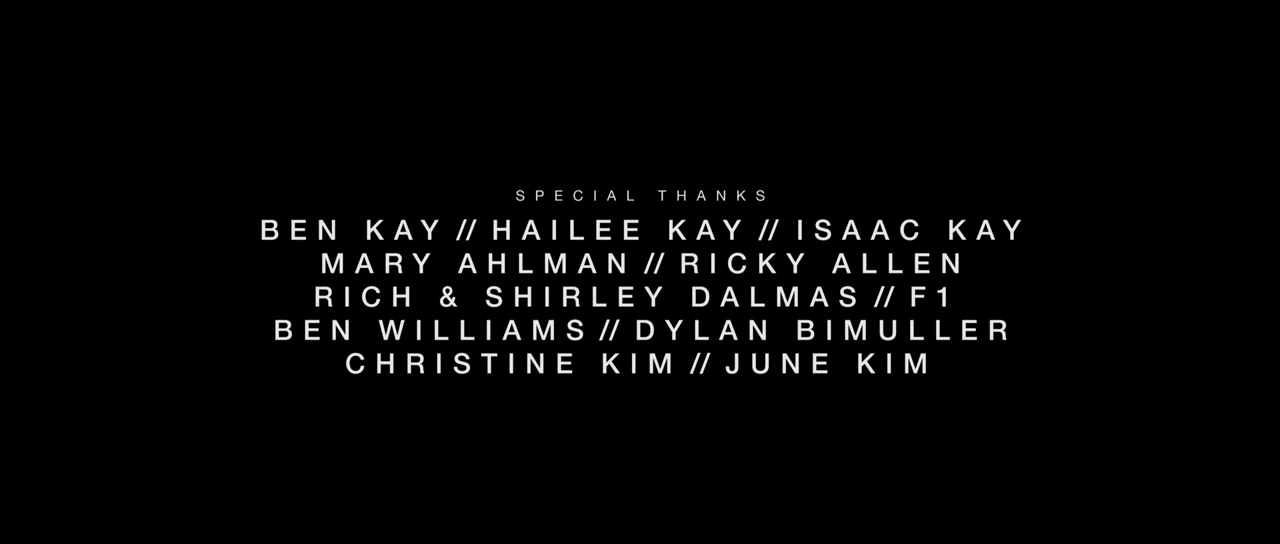 SPECIAL THANKS
BEN KAY // HAILEE KAY // ISAAC KAY
MARY AHLMAN // RICKY ALLEN
RICH & SHIRLEY DALMAS // F1
BEN WILLIAMS // DYLAN BIMULLER
CHRISTINE KIM // JUNE KIM